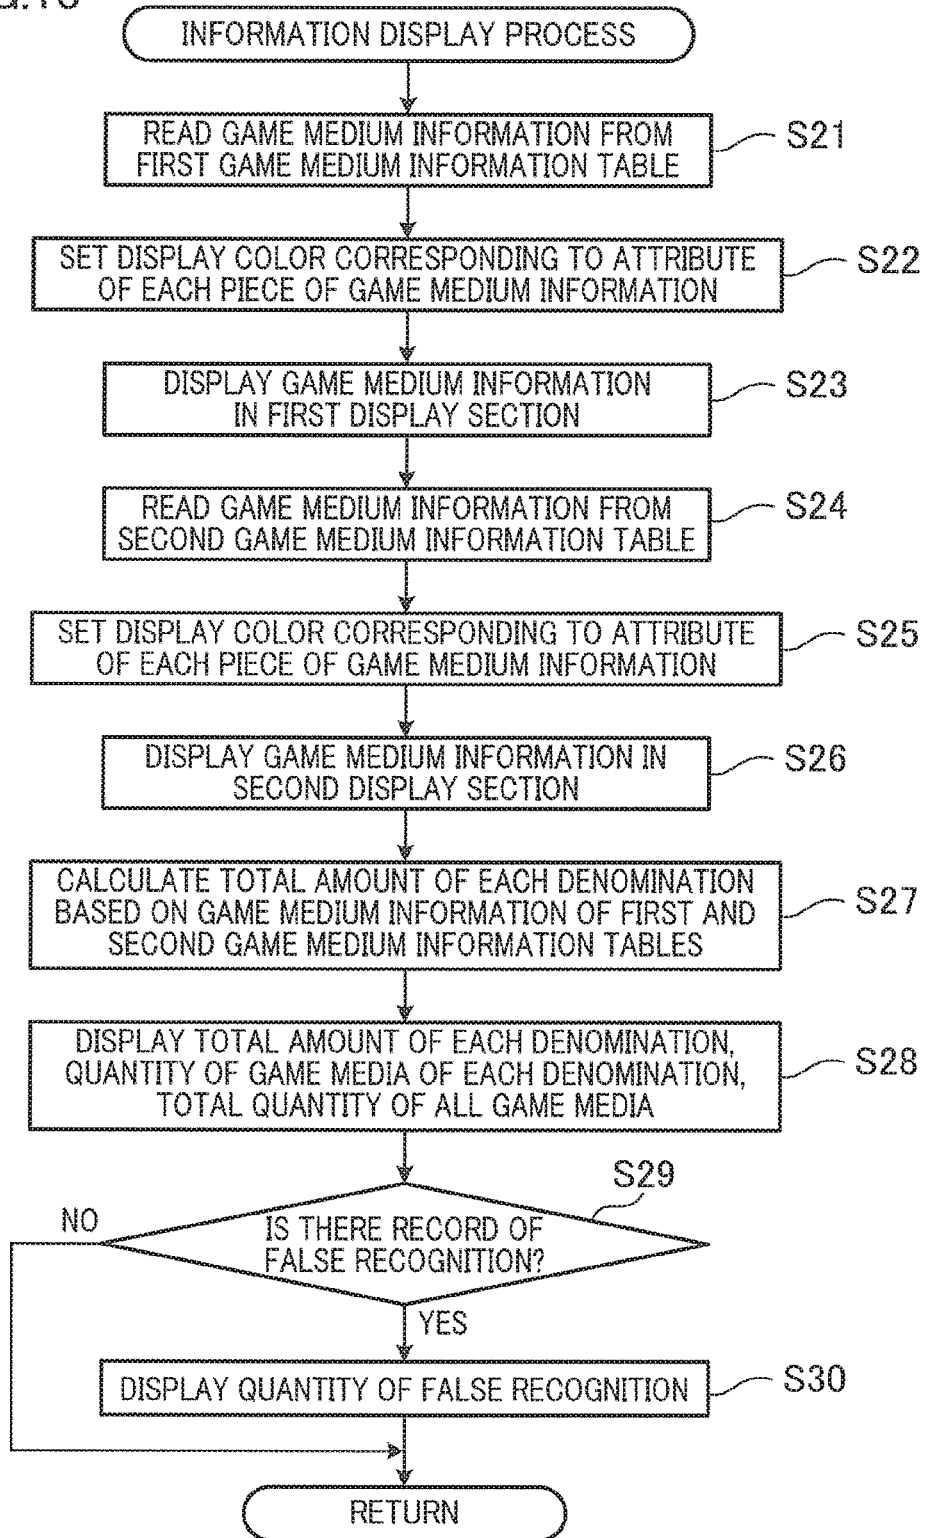 INFORMATION DISPLAY PROCESS
READ GAME MEDIUM INFORMATION FROM
FIRST GAME MEDIUM INFORMATION TABLE
S21
SET DISPLAY COLOR CORRESPONDING TO ATTRIBUTE
OF EACH PIECE OF GAME MEDIUM INFORMATION
S22
DISPLAY GAME MEDIUM INFORMATION
IN FIRST DISPLAY SECTION
S23
READ GAME MEDIUM INFORMATION FROM
SECOND GAME MEDIUM INFORMATION TABLE
S24
SET DISPLAY COLOR CORRESPONDING TO ATTRIBUTE
OF EACH PIECE OF GAME MEDIUM INFORMATION
S25
DISPLAY GAME MEDIUM INFORMATION IN
SECOND DISPLAY SECTION
S26
CALCULATE TOTAL AMOUNT OF EACH DENOMINATION
BASED ON GAME MEDIUM INFORMATION OF FIRST AND
SECOND GAME MEDIUM INFORMATION TABLES
S27
DISPLAY TOTAL AMOUNT OF EACH DENOMINATION,
QUANTITY OF GAME MEDIA OF EACH DENOMINATION,
TOTAL QUANTITY OF ALL GAME MEDIA
S28
S29
NO
IS THERE RECORD OF
FALSE RECOGNITION?
YES
DISPLAY QUANTITY OF FALSE RECOGNITION
S30
RETURN